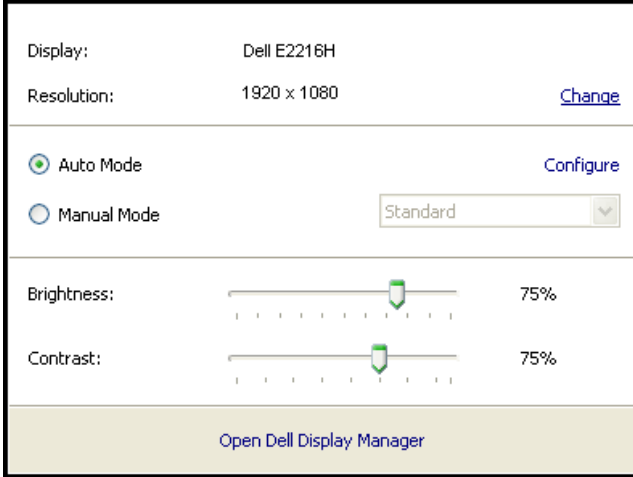 Display: Dell E2216H
Resolution: 1920 x 1080 Change
Auto Mode Configure
Manual Mode Standard
Brightness: 75%
Contrast: 75%
Open Dell Display Manager